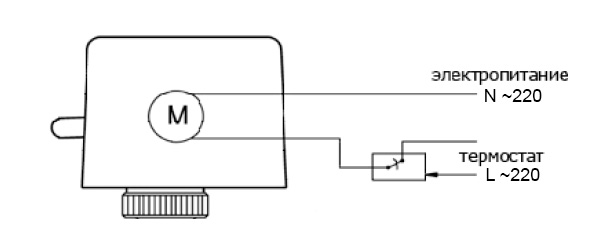 электропитание
N ~220
M
термостат
L ~220